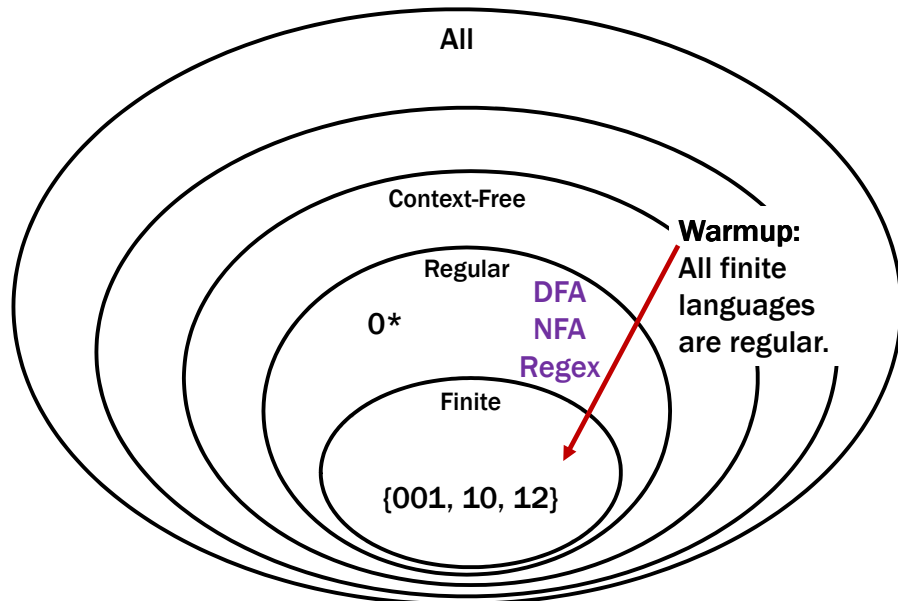 All
Context-Free
Warmup:
All finite
languages
are regular.
Regular
DFA
NFA
Regex
0*
Finite
{001, 10, 12}